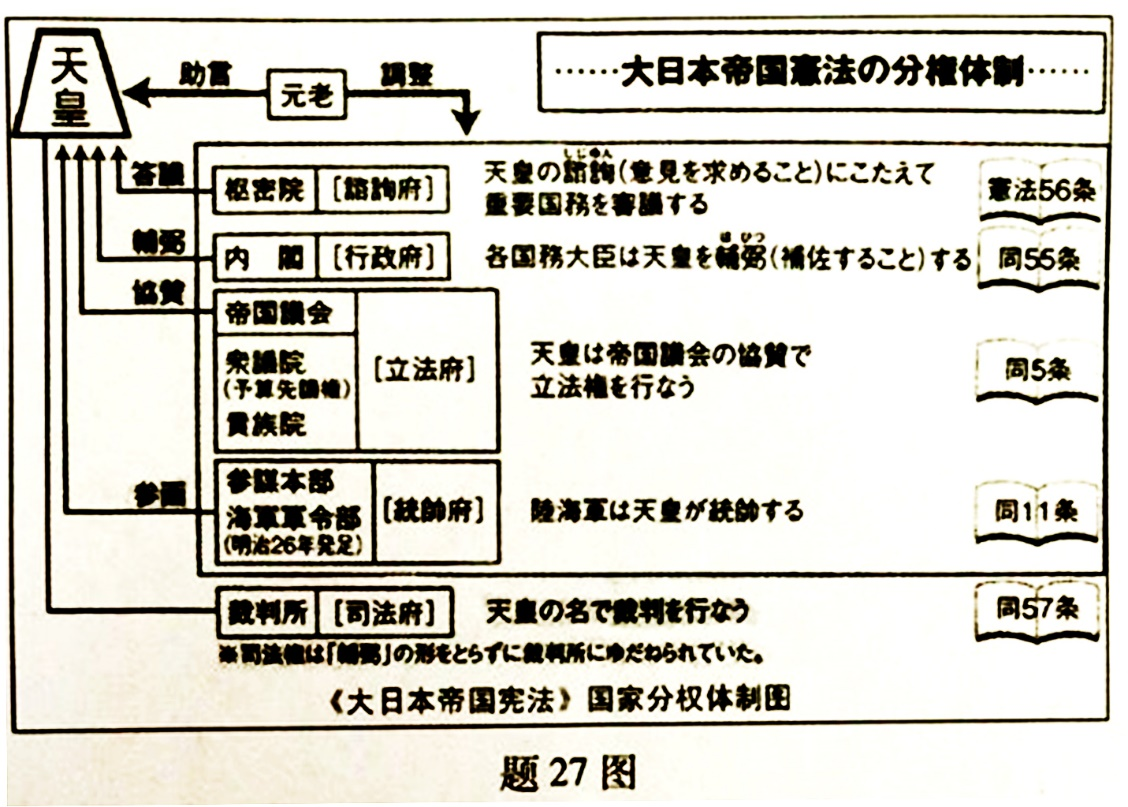 天皇
助言
元老
調整
……大日本帝国憲法の分権体制……
答議
枢密院
[諮詢府]
しじゅん
天皇の諮詢(意見を求めること)にこたえて
重要国務を審議する
憲法56条
輔弼
内 閣
[行政府]
ほひつ
各国務大臣は天皇を輔弼(補佐すること)する
同55条
協賛
帝国議会
衆議院
(予算先議権)
貴族院
[立法府]
天皇は帝国議会の協賛で
立法権を行なう
同5条
参画
参謀本部
海軍軍令部
(明治26年発足)
[統帥府]
陸海軍は天皇が統帥する
同11条
裁判所
[司法府]
天皇の名で裁判を行なう
同57条
※司法権は「輔弼」の形をとらずに裁判所にゆだねられていた。
《大日本帝国宪法》国家分权体制图
题 27 图